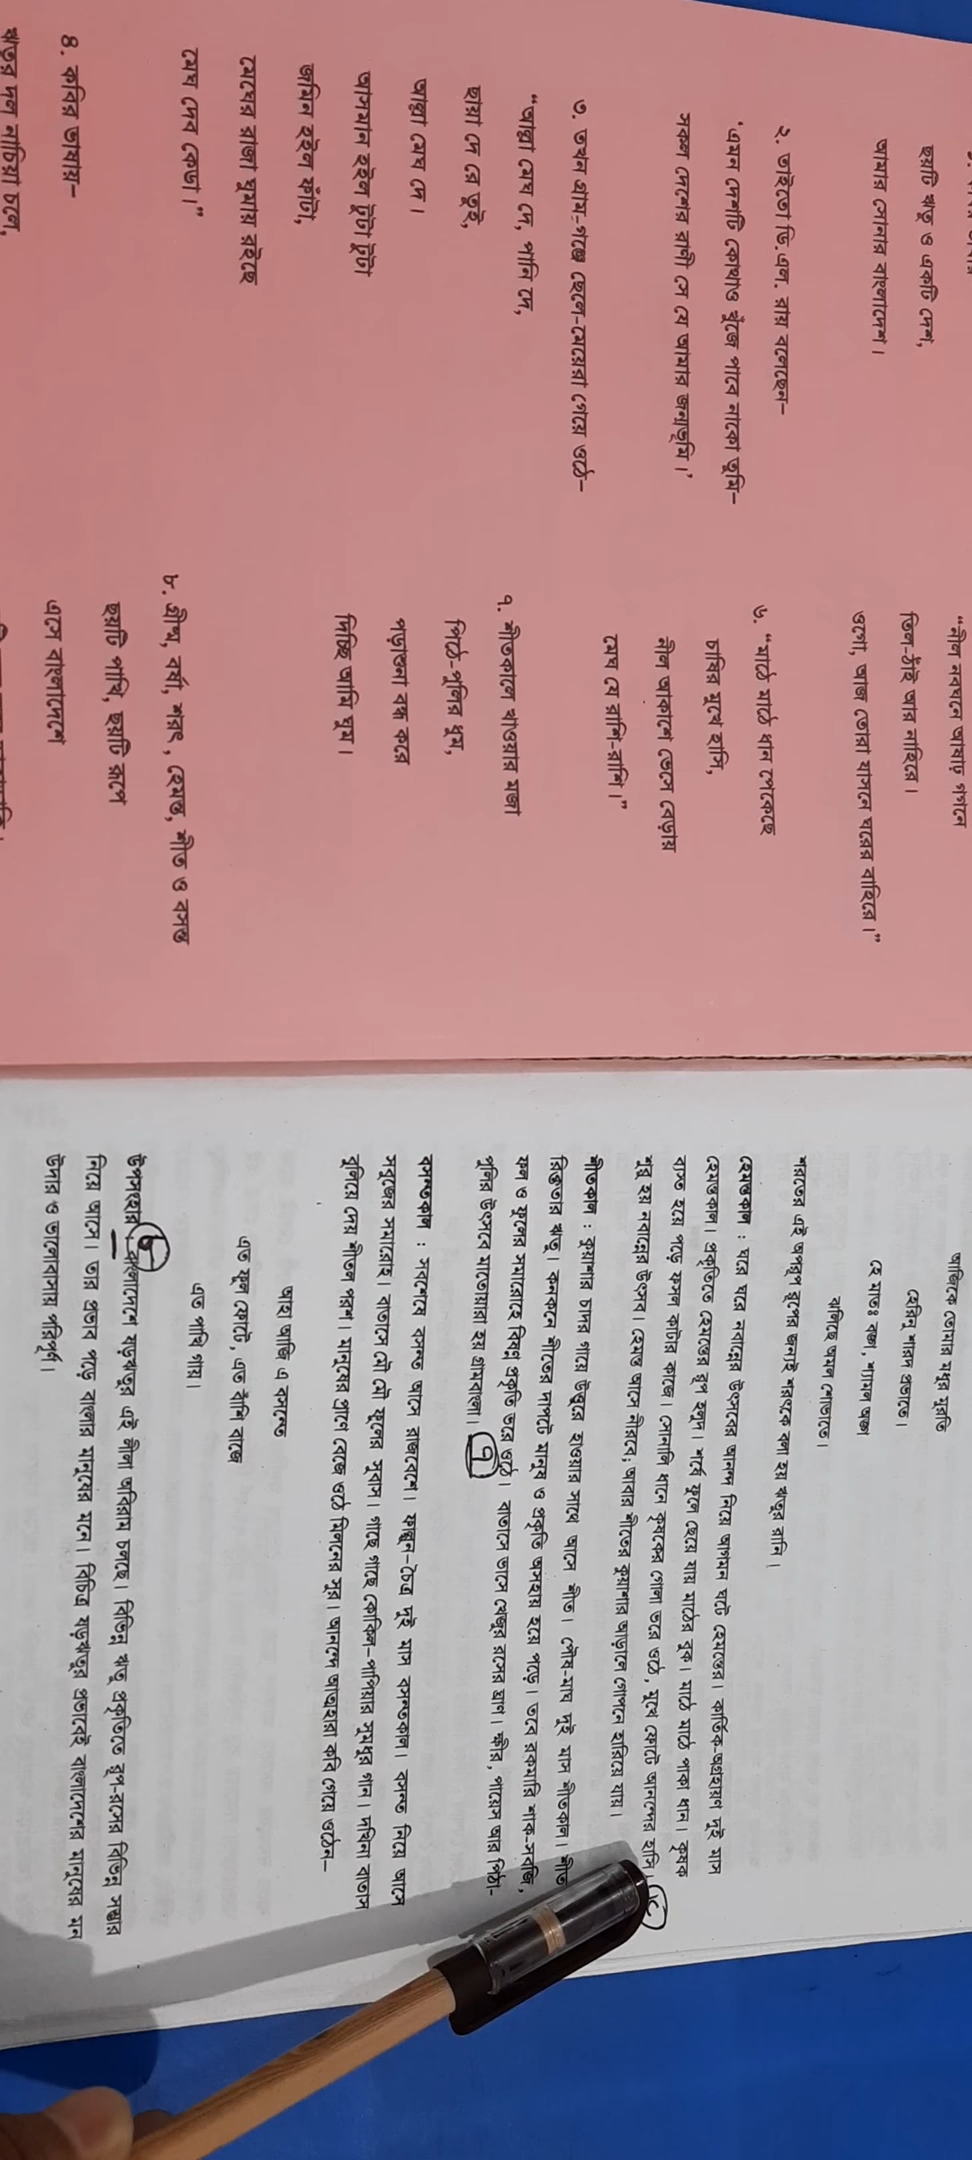 ছয়টি ঋতু ও একটি দেশ,
আমার সোনার বাংলাদেশ।
২. তাইতো ডি.এল. রায় বলেছেন–
‘এমন দেশটি কোথাও খুঁজে পাবে নাকো তুমি–
সকল দেশের রাণী সে যে আমার জন্মভূমি।’
৩. তখন গ্রাম-গঞ্জে ছেলে-মেয়েরা গেয়ে ওঠে–
“আল্লা মেঘ দে, পানি দে,
ছায়া দে রে তুই,
আল্লা মেঘ দে।
আসমান হইল টুটা টুটা
জমিন হইল ফাঁটা,
মেঘের রাজা ঘুমায় রইছে
মেঘ দেব কেডা।”
৪. কবির ভাষায়–
ঋতুর দল নাচিয়া চলে,
“নীল নবঘনে আষাঢ় গগনে
তিল-ঠাঁই আর নাহিরে।
ওগো, আজ তোরা যাসনে ঘরের বাহিরে।”
৬. “মাঠে মাঠে ধান পেকেছে
চাষির মুখে হাসি,
নীল আকাশে ভেসে বেড়ায়
মেঘ যে রাশি-রাশি।”
৭. শীতকালে খাওয়ার মজা
পিঠে-পুলির ধুম,
পড়াশুনা বন্ধ করে
দিচ্ছি আমি ঘুম।
৮. গ্রীষ্ম, বর্ষা, শরৎ , হেমন্ত, শীত ও বসন্ত
ছয়টি পাখি, ছয়টি রূপে
এসে বাংলাদেশে
আজিকে তোমার মধুর মুরতি
হেরিনু শারদ প্রভাতে।
হে মাতঃ বঙ্গ, শ্যামল অঙ্গ
ঝলিছে অমল শোভাতে।
শরতের এই অপরূপ রূপের জন্যই শরৎকে বলা হয় ঋতুর রানি।
হেমন্তকাল : ঘরে ঘরে নবান্নের উৎসবের আনন্দ নিয়ে আগমন ঘটে হেমন্তের। কার্তিক-অগ্রহায়ণ দুই মাস
হেমন্তকাল। প্রকৃতিতে হেমন্তের রূপ হলুদ। শর্ষে ফুলে ছেয়ে যায় মাঠের বুক। মাঠে মাঠে পাকা ধান। কৃষক
ব্যস্ত হয়ে পড়ে ফসল কাটার কাজে। সোনালি ধানে কৃষকের গোলা ভরে ওঠে, মুখে ফোটে আনন্দের হাসি।
শুরু হয় নবান্নের উৎসব। হেমন্ত আসে নীরবে; আবার শীতের কুয়াশার আড়ালে গোপনে হারিয়ে যায়।
শীতকাল : কুয়াশার চাদর গায়ে উত্তুরে হাওয়ার সাথে আসে শীত। পৌষ-মাঘ দুই মাস শীতকাল। শীত
রিক্ততার ঋতু। কনকনে শীতের দাপটে মানুষ ও প্রকৃতি অসহায় হয়ে পড়ে। তবে রকমারি শাক-সবজি,
ফল ও ফুলের সমারোহে বিষণ্ন প্রকৃতি ভরে ওঠে। বাতাসে ভাসে খেজুর রসের ঘ্রাণ। ক্ষীর, পায়েস আর পিঠা-
পুলির উৎসবে মাতোয়ারা হয় গ্রামবাংলা। ৭
বসন্তকাল : সবশেষে বসন্ত আসে রাজবেশে। ফাল্গুন-চৈত্র দুই মাস বসন্তকাল। বসন্ত নিয়ে আসে
সবুজের সমারোহ। বাতাসে মৌ মৌ ফুলের সুবাস। গাছে গাছে কোকিল-পাপিয়ার সুমধুর গান। দখিনা বাতাস
বুলিয়ে দেয় শীতল পরশ। মানুষের প্রাণে বেজে ওঠে মিলনের সুর। আনন্দে আত্মহারা কবি গেয়ে ওঠেন–
আহা আজি এ বসন্তে
এত ফুল ফোটে, এত বাঁশি বাজে
এত পাখি গায়।
উপসংহার: বাংলাদেশে ষড়ঋতুর এই লীলা অবিরাম চলছে। বিভিন্ন ঋতু প্রকৃতিতে রূপ-রসের বিভিন্ন সম্ভার
নিয়ে আসে। তার প্রভাব পড়ে বাংলার মানুষের মনে। বিচিত্র ষড়ঋতুর প্রভাবেই বাংলাদেশের মানুষের মন
উদার ও ভালোবাসায় পরিপূর্ণ।